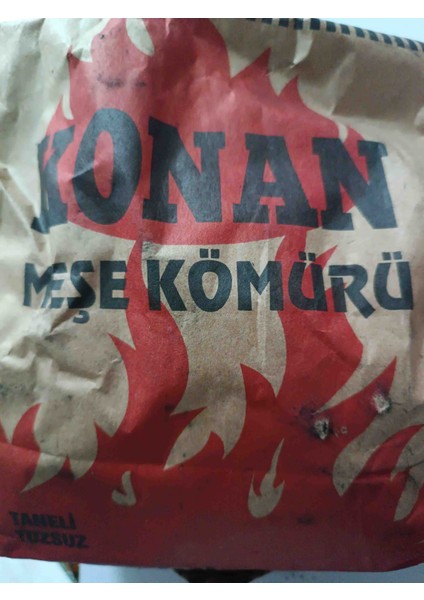 KONAN
MEŞE KÖMÜRÜ
TANELİ
TOZSUZ